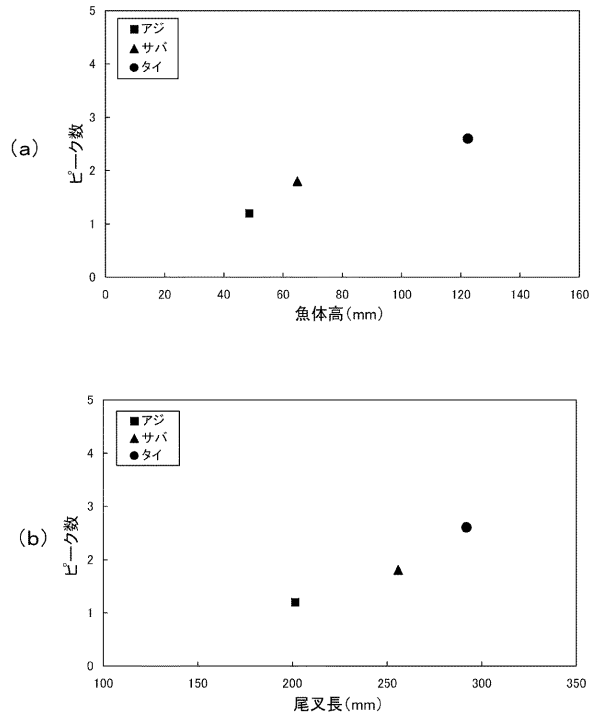 (a)
■ アジ
▲ サバ
● タイ
ピーク数
5
4
3
2
1
0
0 20 40 60 80 100 120 140 160
魚体高(mm)
(b)
■ アジ
▲ サバ
● タイ
ピーク数
5
4
3
2
1
0
100 150 200 250 300 350
尾叉長(mm)